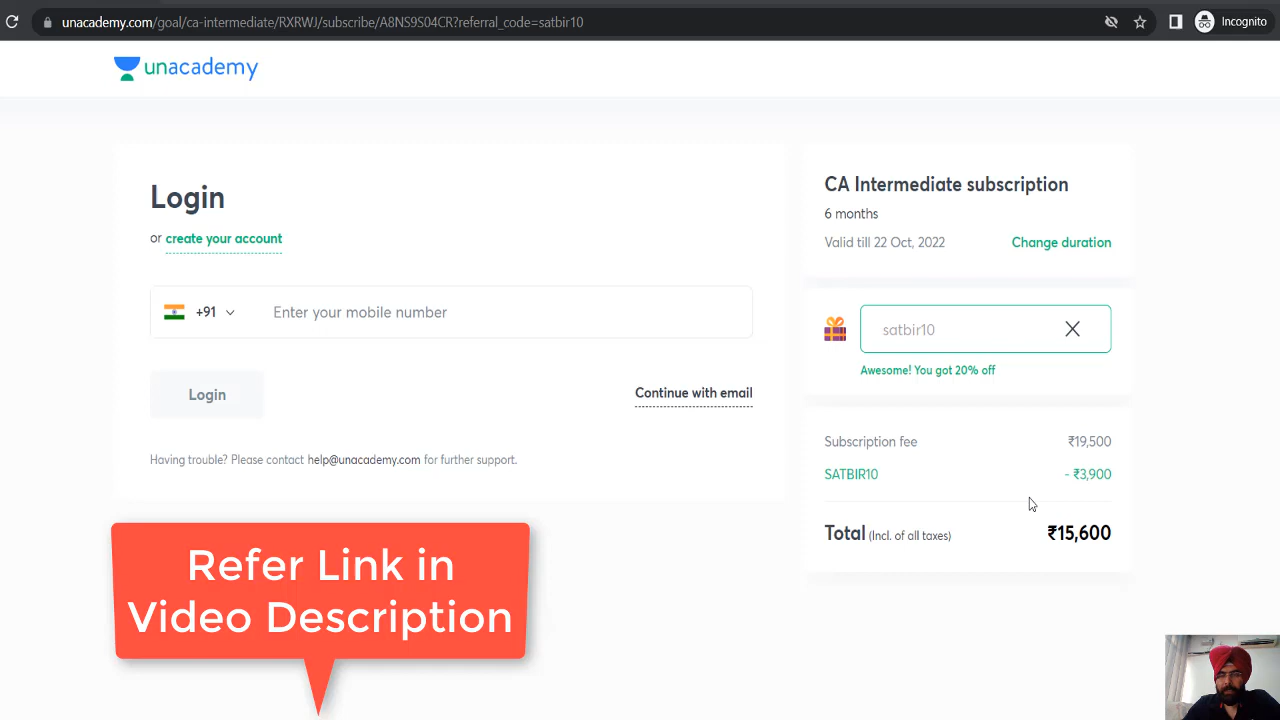 unacademy.com/goal/ca-intermediate/RXRWJ/subscribe/A8NS9S04CR?referral_code=satbir10
Incognito
unacademy
Login
or create your account
+91
Enter your mobile number
Login
Continue with email
Having trouble? Please contact help@unacademy.com for further support.
CA Intermediate subscription
6 months
Valid till 22 Oct, 2022
Change duration
satbir10
Awesome! You got 20% off
Subscription fee ₹19,500
SATBIR10 - ₹3,900
Total (Incl. of all taxes) ₹15,600
Refer Link in
Video Description